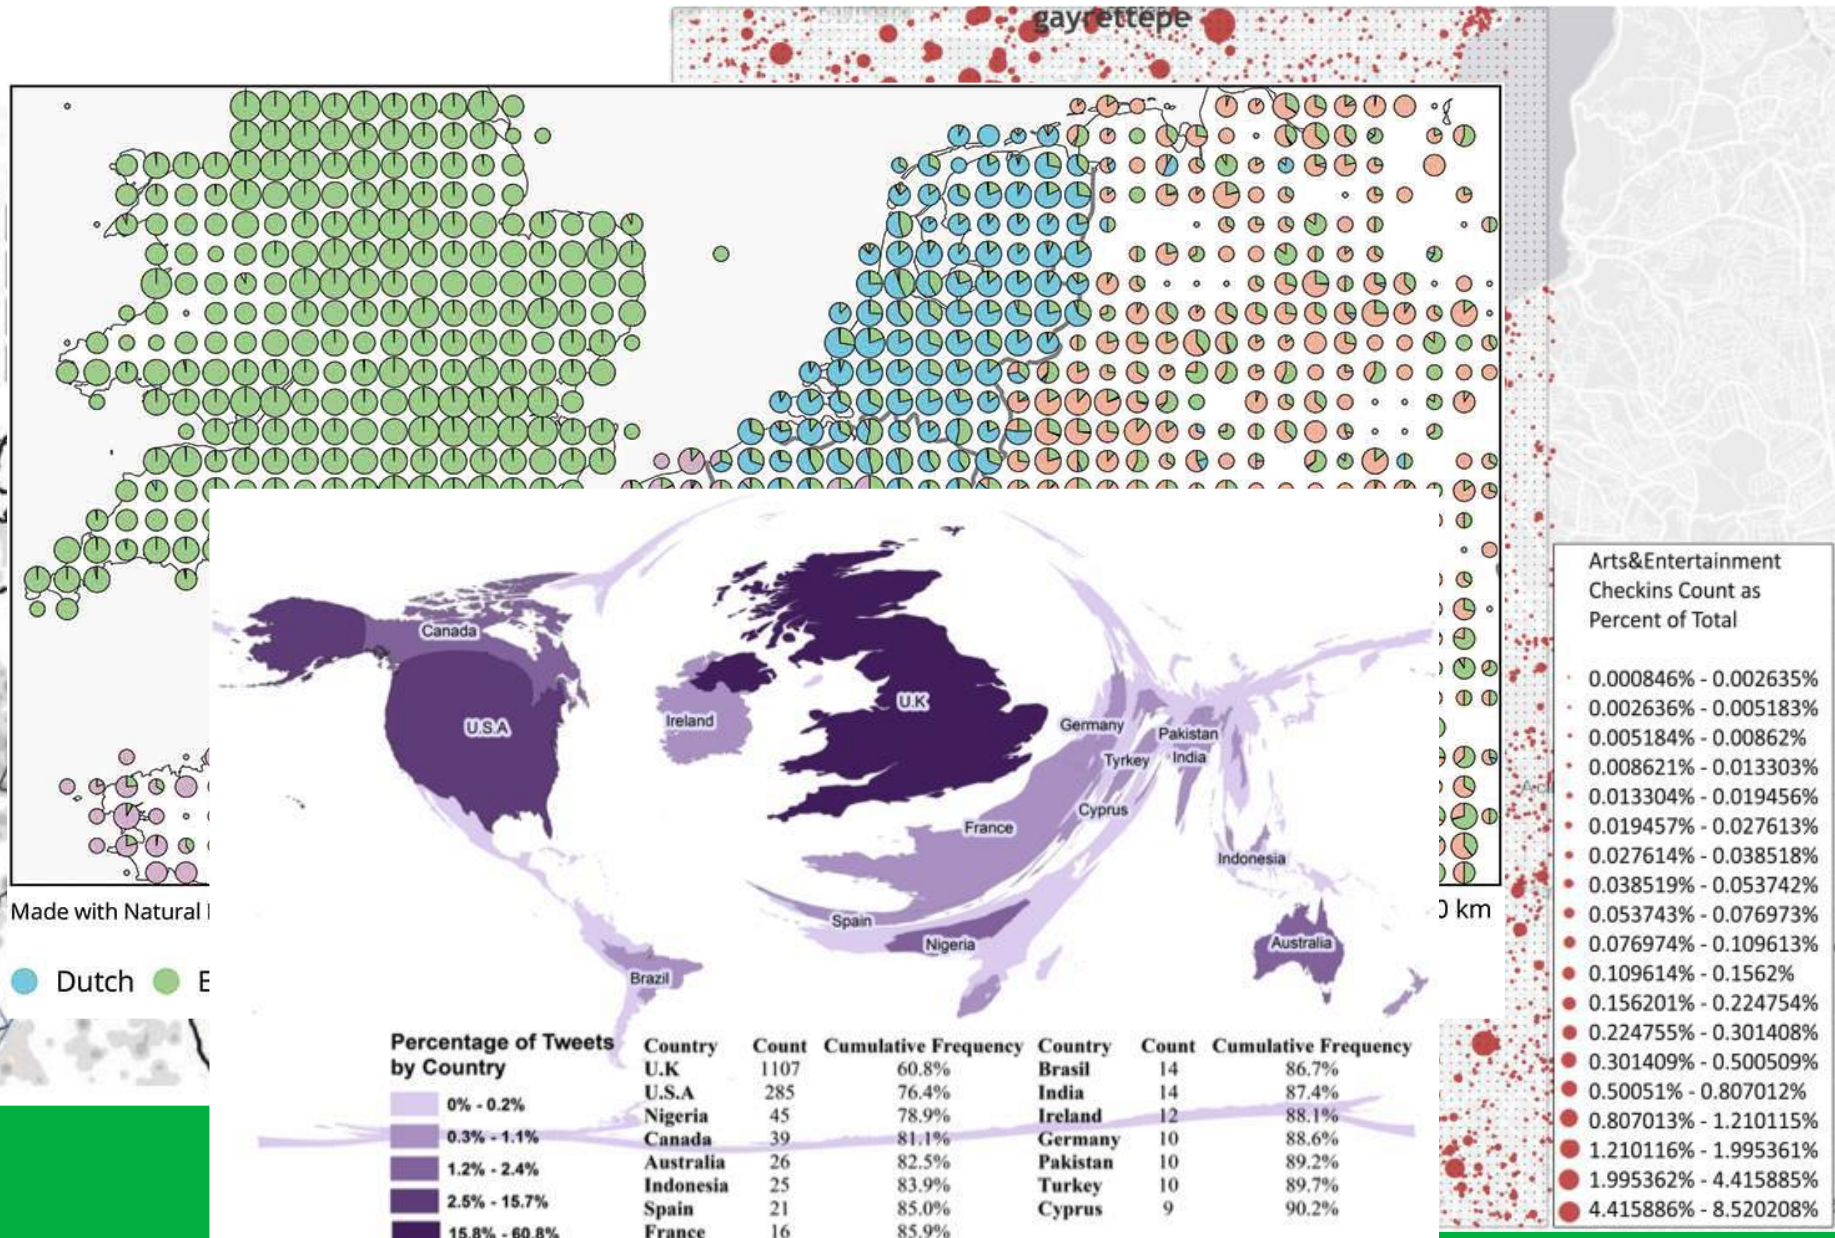 gayrettepe
Made with Natural
0 km
Dutch
Canada
U.S.A
Ireland
U.K
Germany
Pakistan
Tyrkey
India
Cyprus
France
Indonesia
Spain
Nigeria
Australia
Brazil
Percentage of Tweets
by Country
0% - 0.2%
0.3% - 1.1%
1.2% - 2.4%
2.5% - 15.7%
15.8% - 60.8%
Country Count Cumulative Frequency Country Count Cumulative Frequency
U.K 1107 60.8% Brasil 14 86.7%
U.S.A 285 76.4% India 14 87.4%
Nigeria 45 78.9% Ireland 12 88.1%
Canada 39 81.1% Germany 10 88.6%
Australia 26 82.5% Pakistan 10 89.2%
Indonesia 25 83.9% Turkey 10 89.7%
Spain 21 85.0% Cyprus 9 90.2%
France 16 85.9%
Arts&Entertainment
Checkins Count as
Percent of Total
0.000846% - 0.002635%
0.002636% - 0.005183%
0.005184% - 0.00862%
0.008621% - 0.013303%
0.013304% - 0.019456%
0.019457% - 0.027613%
0.027614% - 0.038518%
0.038519% - 0.053742%
0.053743% - 0.076973%
0.076974% - 0.109613%
0.109614% - 0.1562%
0.156201% - 0.224754%
0.224755% - 0.301408%
0.301409% - 0.500509%
0.50051% - 0.807012%
0.807013% - 1.210115%
1.210116% - 1.995361%
1.995362% - 4.415885%
4.415886% - 8.520208%